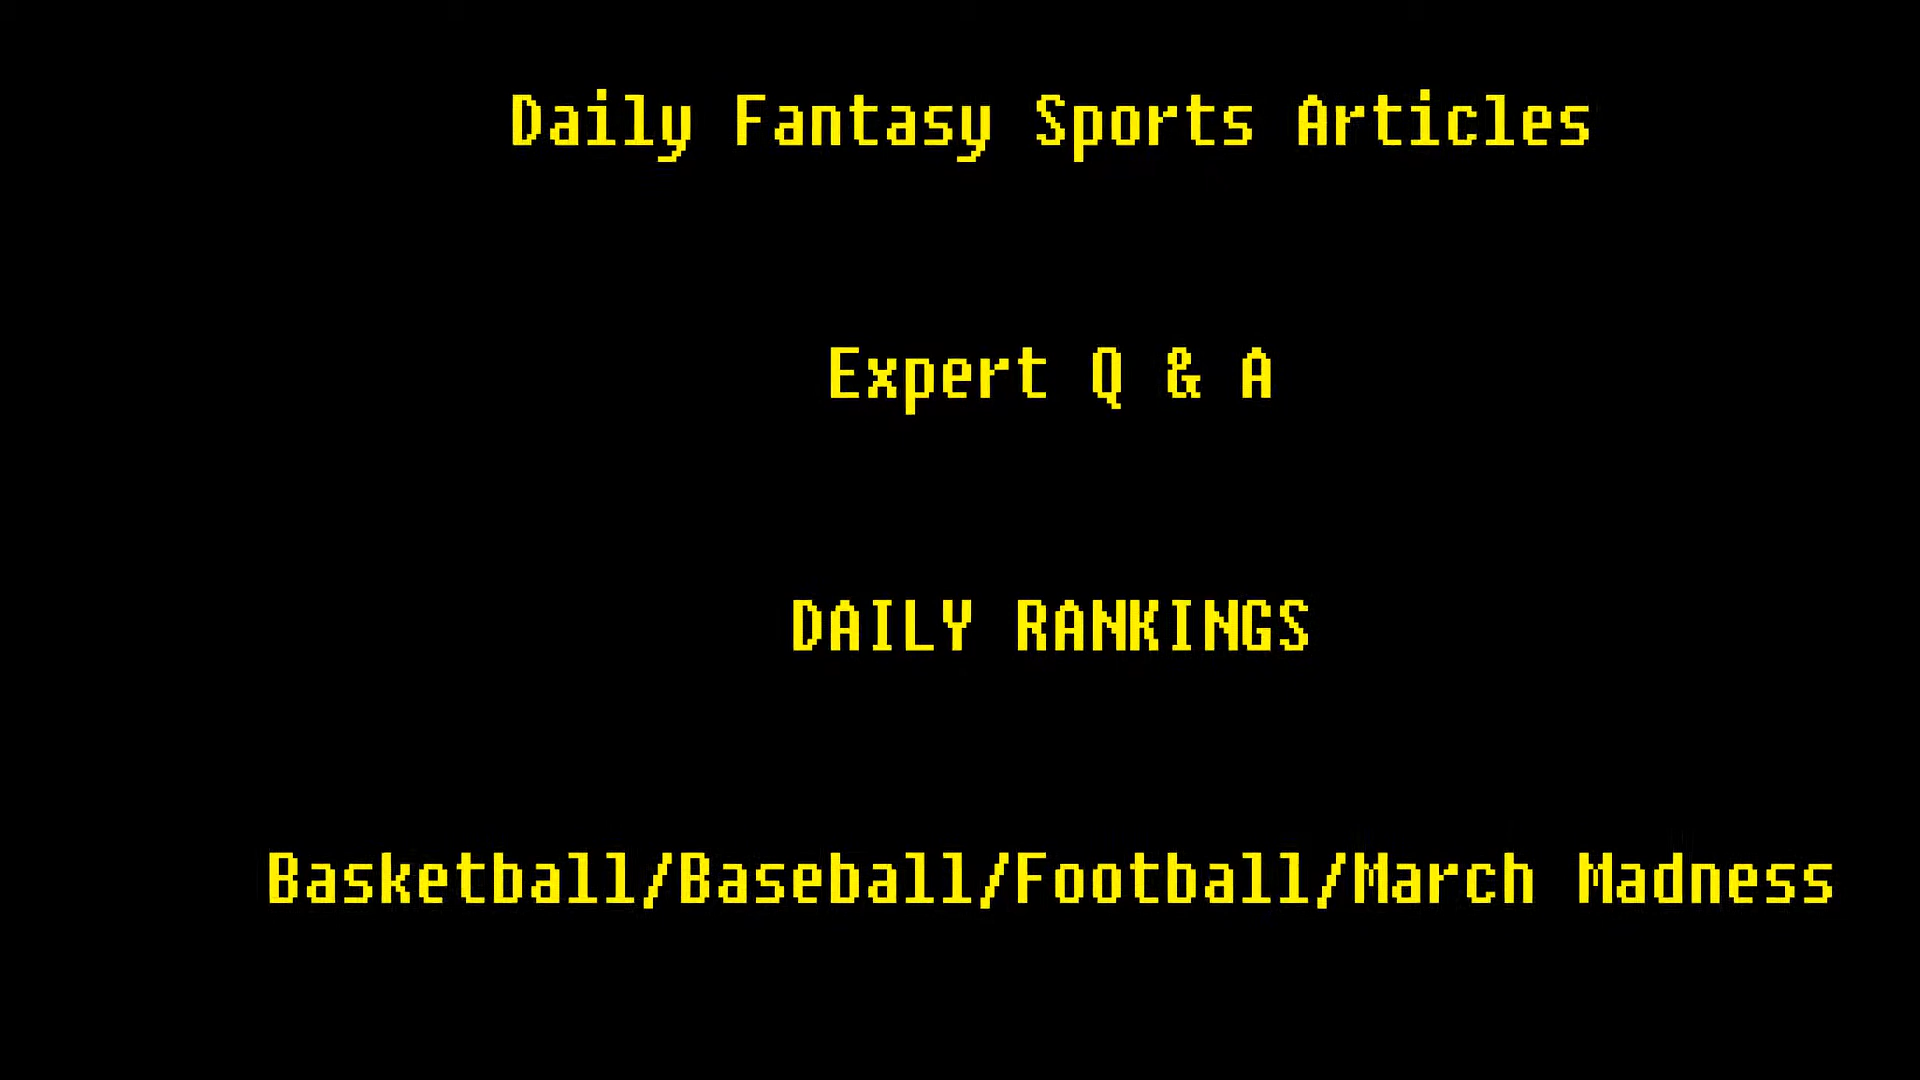 Daily Fantasy Sports Articles
Expert Q & A
DAILY RANKINGS
Basketball/Baseball/Football/March Madness